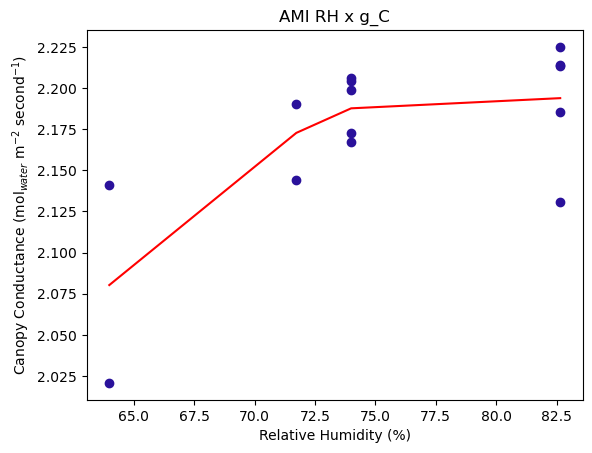 AMI RH x g_C
Canopy Conductance (mol_water m⁻² second⁻¹)
2.225
2.200
2.175
2.150
2.125
2.100
2.075
2.050
2.025
65.0 67.5 70.0 72.5 75.0 77.5 80.0 82.5
Relative Humidity (%)